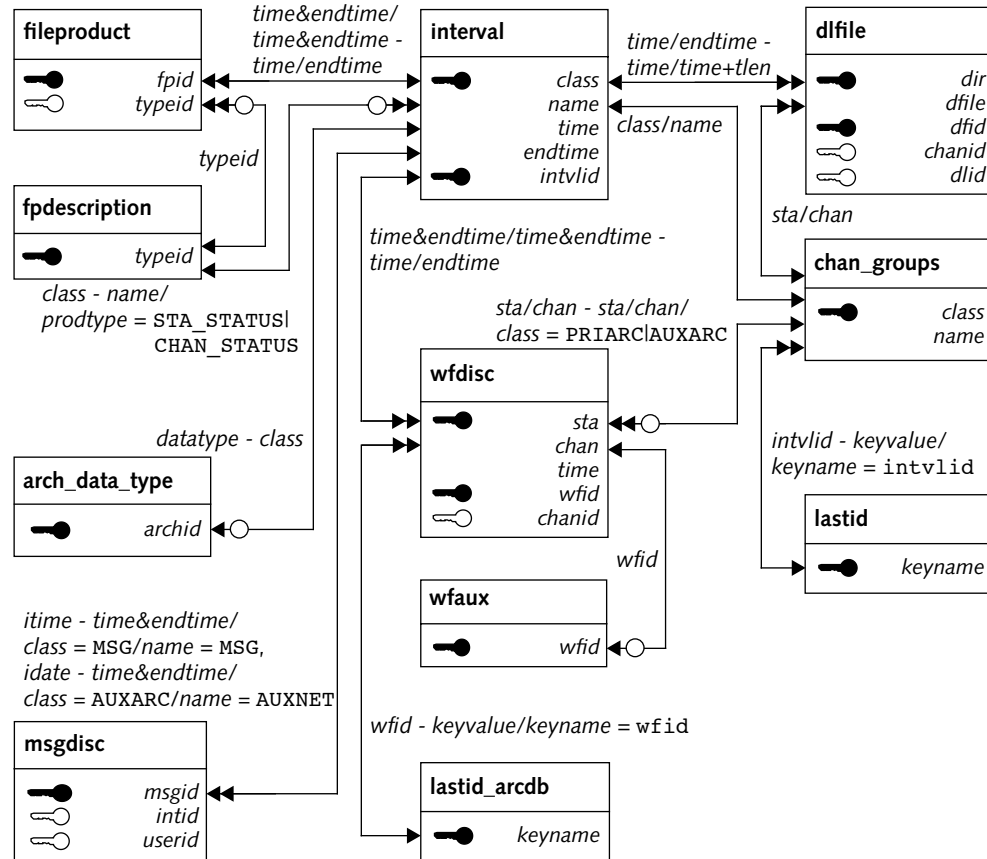 fileproduct
fpid
typeid
time&endtime/
time&endtime -
time/endtime
interval
class
name
time
endtime
intvlid
time/endtime -
time/time+tlen
class/name
dlfile
dir
dfile
dfid
chanid
dlid
typeid
fpdescription
typeid
class - name/
prodtype = STA_STATUS|
CHAN_STATUS
time&endtime/time&endtime -
time/endtime
sta/chan
chan_groups
class
name
sta/chan - sta/chan/
class = PRIARC|AUXARC
wfdisc
sta
chan
time
wfid
chanid
datatype - class
arch_data_type
archid
intvlid - keyvalue/
keyname = intvlid
lastid
keyname
wfid
wfaux
wfid
itime - time&endtime/
class = MSG/name = MSG,
idate - time&endtime/
class = AUXARC/name = AUXNET
msgdisc
msgid
intid
userid
wfid - keyvalue/keyname = wfid
lastid_arcdb
keyname